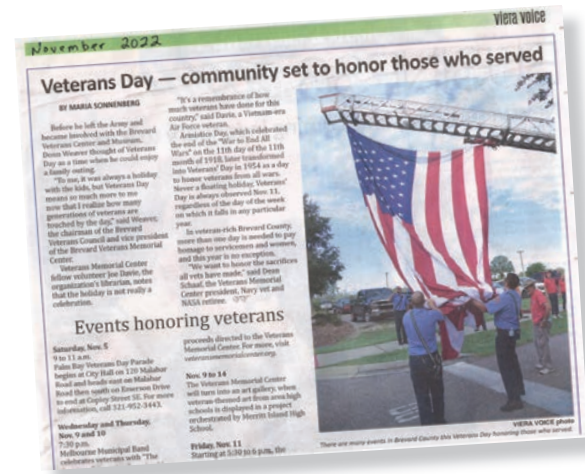 viera voice
November 2022
Veterans Day — community set to honor those who served
BY MARIA SONNENBERG
Before he left the Army and
became involved with the Brevard
Veterans Center and Museum,
Donn Weaver thought of Veterans
Day as a time when he could enjoy
a family outing.
"To me, it was always a holiday
with the kids, but Veterans Day
means so much more to me
now that I realize how many
generations of veterans are
touched by the day," said Weaver,
the chairman of the Brevard
Veterans Council and vice president
of the Brevard Veterans Memorial
Center.
Veterans Memorial Center
fellow volunteer Joe Davie, the
organization's librarian, notes
that the holiday is not really a
celebration.
"It's a remembrance of how
much veterans have done for this
country," said Davie, a Vietnam-era
Air Force veteran.
Armistice Day, which celebrated
the end of the "War to End All
Wars" on the 11th day of the 11th
month of 1918, later transformed
into Veterans' Day in 1954 as a day
to honor veterans from all wars.
Never a floating holiday, Veterans'
Day is always observed Nov. 11,
regardless of the day of the week
on which it falls in any particular
year.
In veteran-rich Brevard County,
more than one day is needed to pay
homage to servicemen and women,
and this year is no exception.
"We want to honor the sacrifices
all vets have made," said Dean
Schaaf, the Veterans Memorial
Center president, Navy vet and
NASA retiree.
Events honoring veterans
Saturday, Nov. 5
9 to 11 a.m.
Palm Bay Veterans Day Parade
begins at City Hall on 120 Malabar
Road and heads east on Malabar
Road then south on Emerson Drive
to end at Cogley Street SE. For more
information, call 321-952-3443.
Wednesday and Thursday,
Nov. 9 and 10
7:30 p.m.
Melbourne Municipal Band
celebrates veterans with "The
proceeds directed to the Veterans
Memorial Center. For more, visit
veteransmemorialcenter.org.
Nov. 9 to 14
The Veterans Memorial Center
will turn into an art gallery, when
veteran-themed art from area high
schools is displayed in a project
orchestrated by Merritt Island High
School.
Friday, Nov. 11
Starting at 5:30 to 6 p.m. the
VIERA VOICE photo
There are many events in Brevard County this Veterans Day honoring those who served.